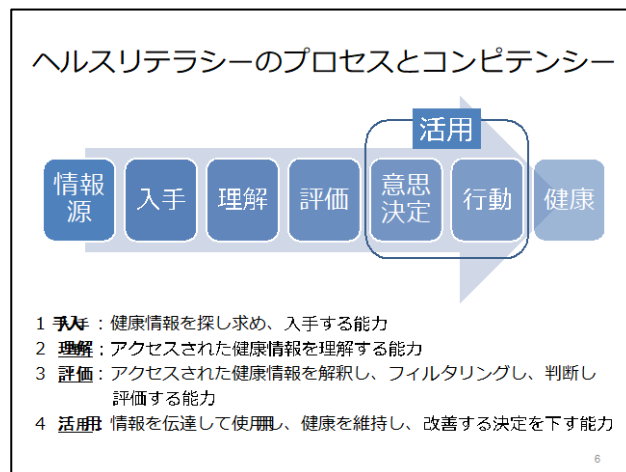 ヘルスリテラシーのプロセスとコンピテンシー
活用
情報
源
入手
理解
評価
意思
決定
行動
健康
1 入手：健康情報を探し求め、入手する能力
2 理解：アクセスされた健康情報を理解する能力
3 評価：アクセスされた健康情報を解釈し、フィルタリングし、判断し
評価する能力
4 活用：情報を伝達して使用し、健康を維持し、改善する決定を下す能力
6